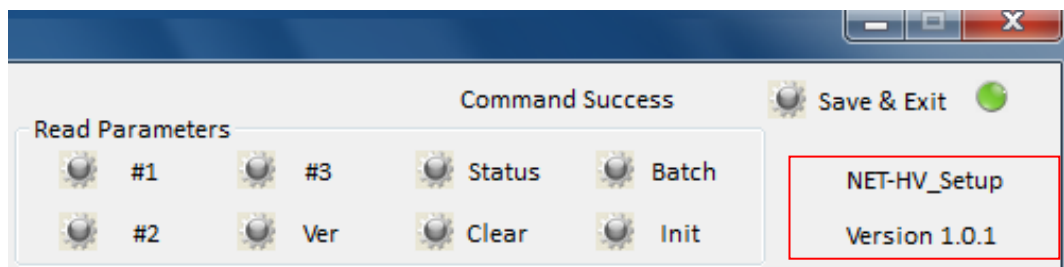 Command Success
Save & Exit
Read Parameters
#1 #3 Status Batch
NET-HV_Setup
#2 Ver Clear Init
Version 1.0.1